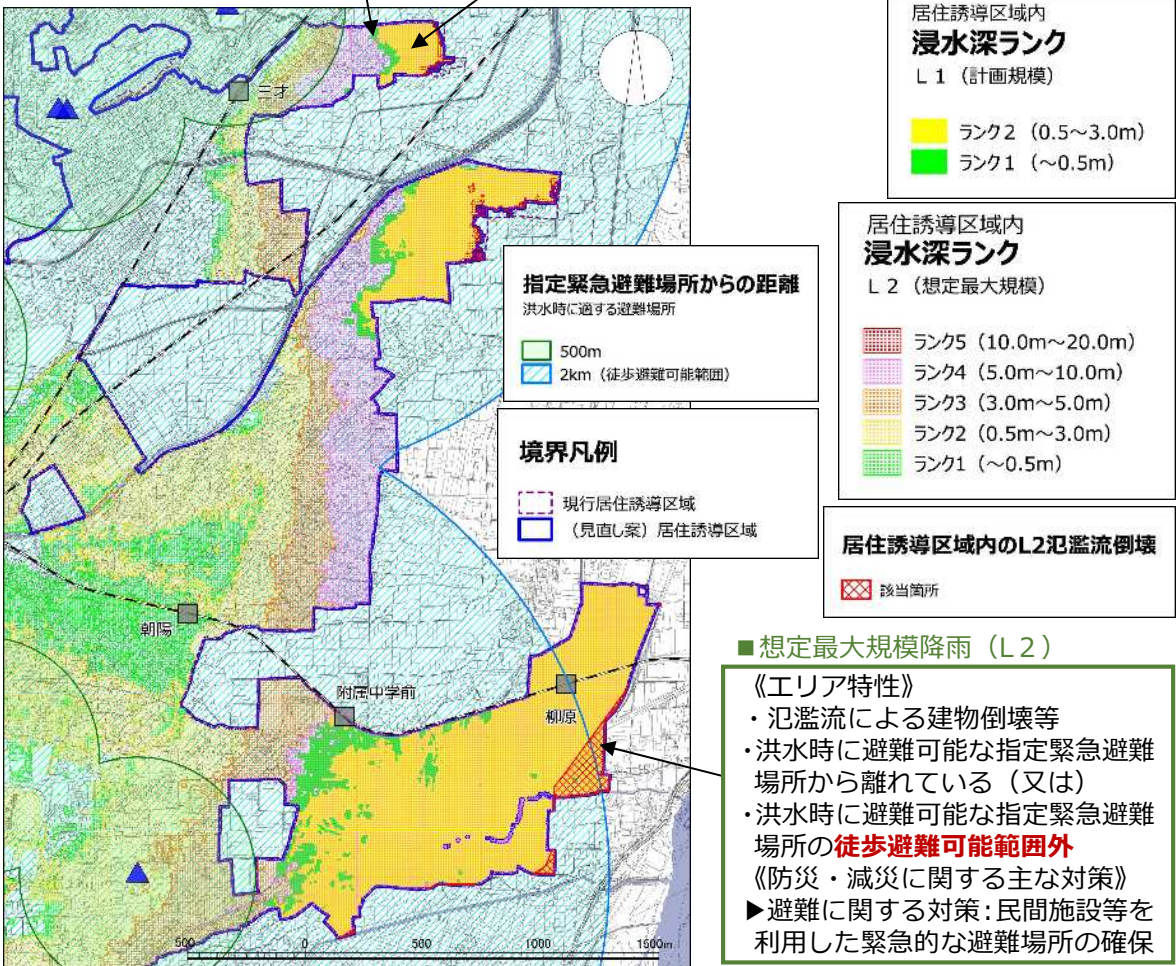 居住誘導区域内
浸水深ランク
L１（計画規模）
ランク2（0.5～3.0m）
ランク1（～0.5m）
居住誘導区域内
浸水深ランク
L２（想定最大規模）
ランク5（10.0m～20.0m）
ランク4（5.0m～10.0m）
ランク3（3.0m～5.0m）
ランク2（0.5m～3.0m）
ランク1（～0.5m）
指定緊急避難場所からの距離
洪水時に適する避難場所
500m
2km（徒歩避難可能範囲）
境界凡例
現行居住誘導区域
（見直し案）居住誘導区域
居住誘導区域内のL2氾濫流倒壊
該当箇所
三才
朝陽
附属中学前
柳原
500 0 500 1000 1500m
■想定最大規模降雨（L２）
《エリア特性》
・氾濫流による建物倒壊等
・洪水時に避難可能な指定緊急避難
場所から離れている（又は）
・洪水時に避難可能な指定緊急避難
場所の徒歩避難可能範囲外
《防災・減災に関する主な対策》
▶避難に関する対策：民間施設等を
利用した緊急的な避難場所の確保